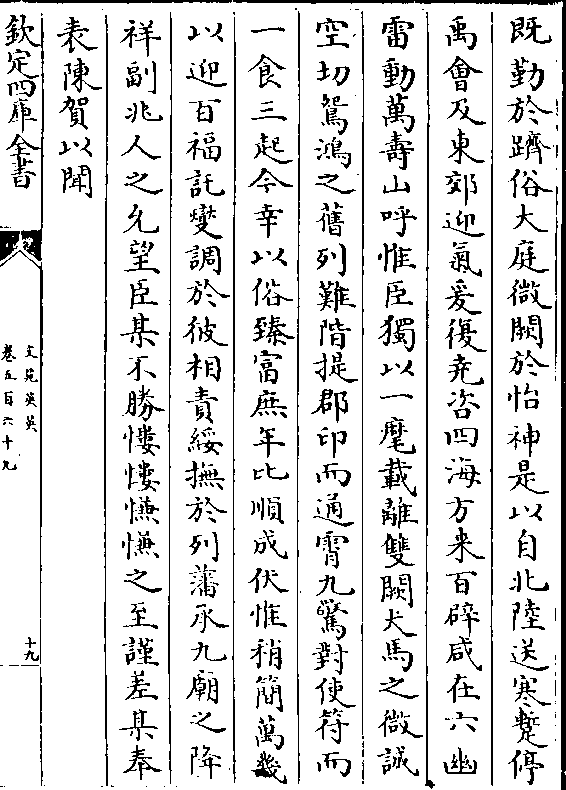 既勤於躋俗大庭微闕於怡神是以自北陸送寒蹔停
禹會及東郊迎氣爰復堯咨四海方来百辟咸在六幽
雷動萬壽山呼惟臣獨以一麾載離雙闕犬馬之微誠
空切鴛鴻之舊列難階提郡印而通宵九驚對使符而
一食三起今幸以俗臻富庶年比順成伏惟稍簡萬幾
以迎百福託燮調於彼相責綏撫於列藩承九廟之降
祥副兆人之允望臣某不勝慺慺慊慊之至謹差某奉
表陳賀以聞
欽定四庫全書
文苑英華
卷五百六十九
十九